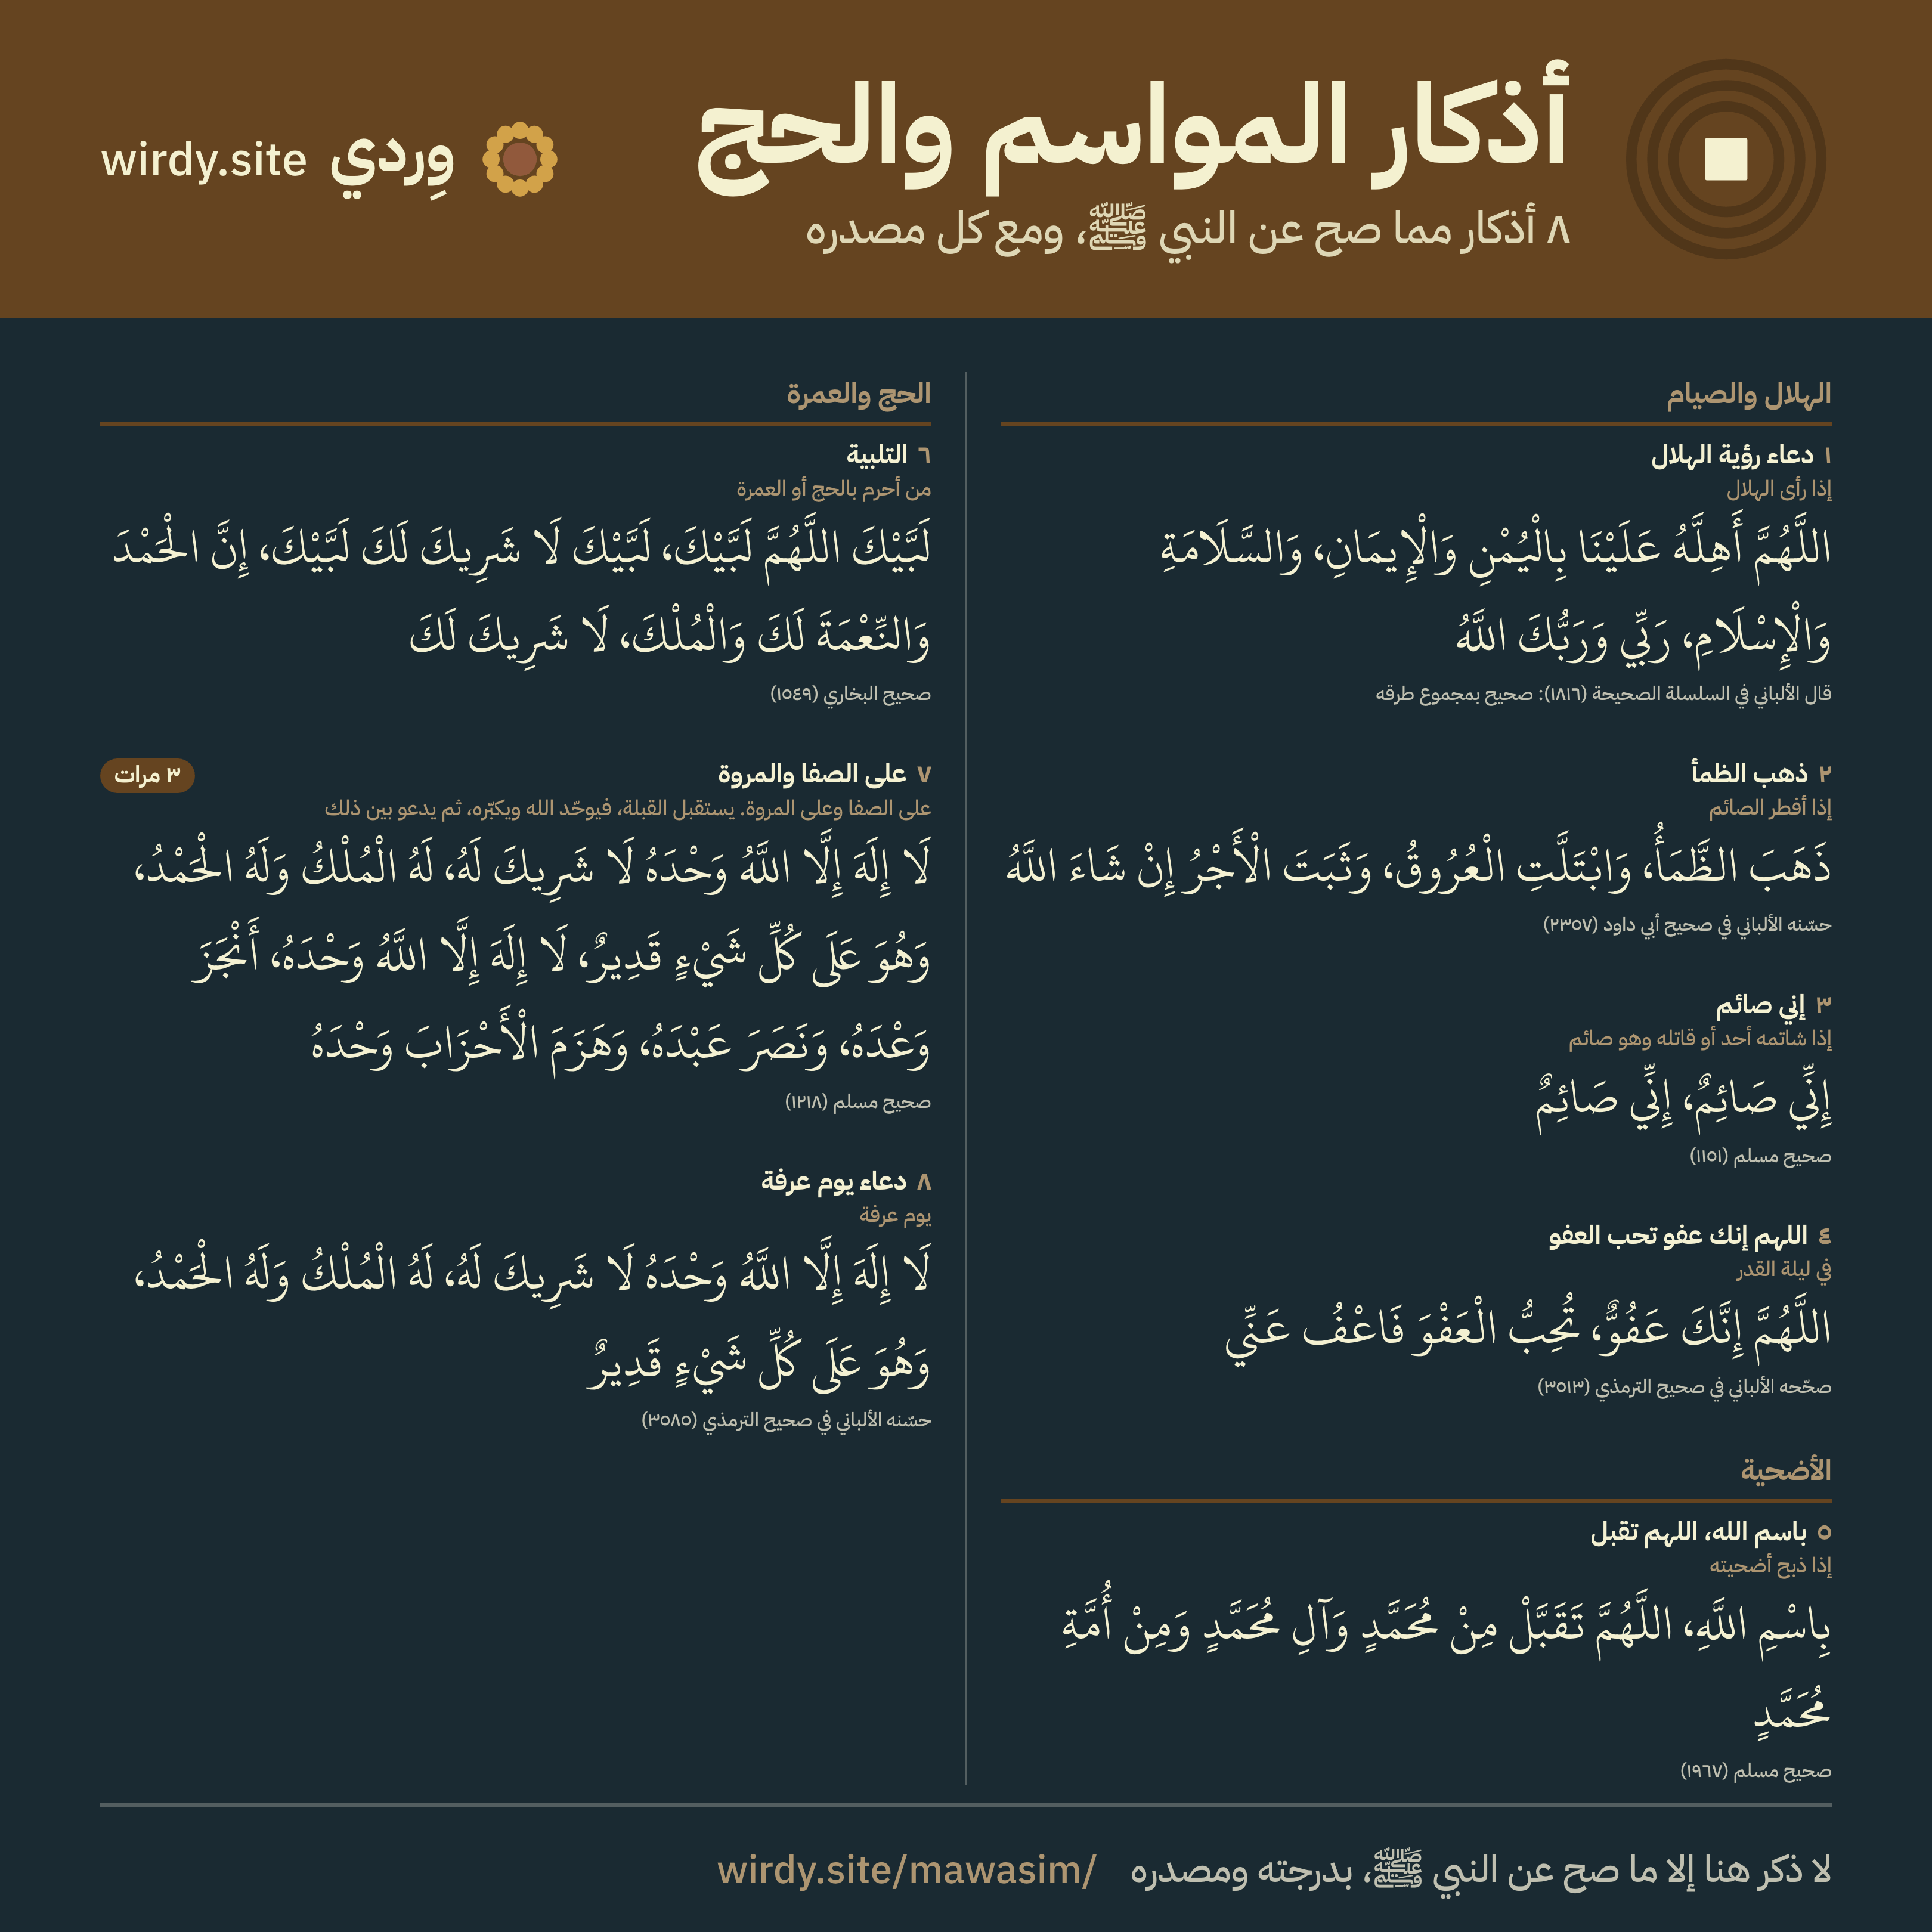 أذكار المواسم والحج
٨ أذكار مما صح عن النبي ﷺ، ومع كل مصدره
وِردي wirdy.site
الهلال والصيام
١ دعاء رؤية الهلال
إذا رأى الهلال
اللَّهُمَّ أَهِلَّهُ عَلَيْنَا بِالْيُمْنِ وَالْإِيمَانِ، وَالسَّلَامَةِ
وَالْإِسْلَامِ، رَبِّي وَرَبُّكَ اللَّهُ
قال الألباني في السلسلة الصحيحة (١٨١٦): صحيح بمجموع طرقه
٢ ذهب الظمأ
إذا أفطر الصائم
ذَهَبَ الظَّمَأُ، وَابْتَلَّتِ الْعُرُوقُ، وَثَبَتَ الْأَجْرُ إِنْ شَاءَ اللَّهُ
حسّنه الألباني في صحيح أبي داود (٢٣٥٧)
٣ إني صائم
إذا شاتمه أحد أو قاتله وهو صائم
إِنِّي صَائِمٌ، إِنِّي صَائِمٌ
صحيح مسلم (١١٥١)
٤ اللهم إنك عفو تحب العفو
في ليلة القدر
اللَّهُمَّ إِنَّكَ عَفُوٌّ، تُحِبُّ الْعَفْوَ فَاعْفُ عَنِّي
صحّحه الألباني في صحيح الترمذي (٣٥١٣)
الأضحية
٥ باسم الله، اللهم تقبل
إذا ذبح أضحيته
بِاسْمِ اللَّهِ، اللَّهُمَّ تَقَبَّلْ مِنْ مُحَمَّدٍ وَآلِ مُحَمَّدٍ وَمِنْ أُمَّةِ
مُحَمَّدٍ
صحيح مسلم (١٩٦٧)
الحج والعمرة
٦ التلبية
من أحرم بالحج أو العمرة
لَبَّيْكَ اللَّهُمَّ لَبَّيْكَ، لَبَّيْكَ لَا شَرِيكَ لَكَ لَبَّيْكَ، إِنَّ الْحَمْدَ
وَالنِّعْمَةَ لَكَ وَالْمُلْكَ، لَا شَرِيكَ لَكَ
صحيح البخاري (١٥٤٩)
٧ على الصفا والمروة
٣ مرات
على الصفا وعلى المروة. يستقبل القبلة، فيوحّد الله ويكبّره، ثم يدعو بين ذلك
لَا إِلَهَ إِلَّا اللَّهُ وَحْدَهُ لَا شَرِيكَ لَهُ، لَهُ الْمُلْكُ وَلَهُ الْحَمْدُ،
وَهُوَ عَلَى كُلِّ شَيْءٍ قَدِيرٌ، لَا إِلَهَ إِلَّا اللَّهُ وَحْدَهُ، أَنْجَزَ
وَعْدَهُ، وَنَصَرَ عَبْدَهُ، وَهَزَمَ الْأَحْزَابَ وَحْدَهُ
صحيح مسلم (١٢١٨)
٨ دعاء يوم عرفة
يوم عرفة
لَا إِلَهَ إِلَّا اللَّهُ وَحْدَهُ لَا شَرِيكَ لَهُ، لَهُ الْمُلْكُ وَلَهُ الْحَمْدُ،
وَهُوَ عَلَى كُلِّ شَيْءٍ قَدِيرٌ
حسّنه الألباني في صحيح الترمذي (٣٥٨٥)
لا ذكر هنا إلا ما صح عن النبي ﷺ، بدرجته ومصدره wirdy.site/mawasim/